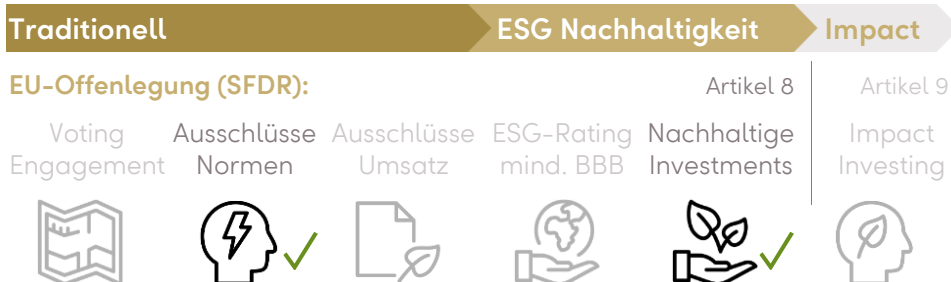 Traditionell ESG Nachhaltigkeit Impact
EU-Offenlegung (SFDR): Artikel 8 Artikel 9
Voting Ausschlüsse Ausschlüsse ESG-Rating Nachhaltige Impact
Engagement Normen Umsatz mind. BBB Investments Investing